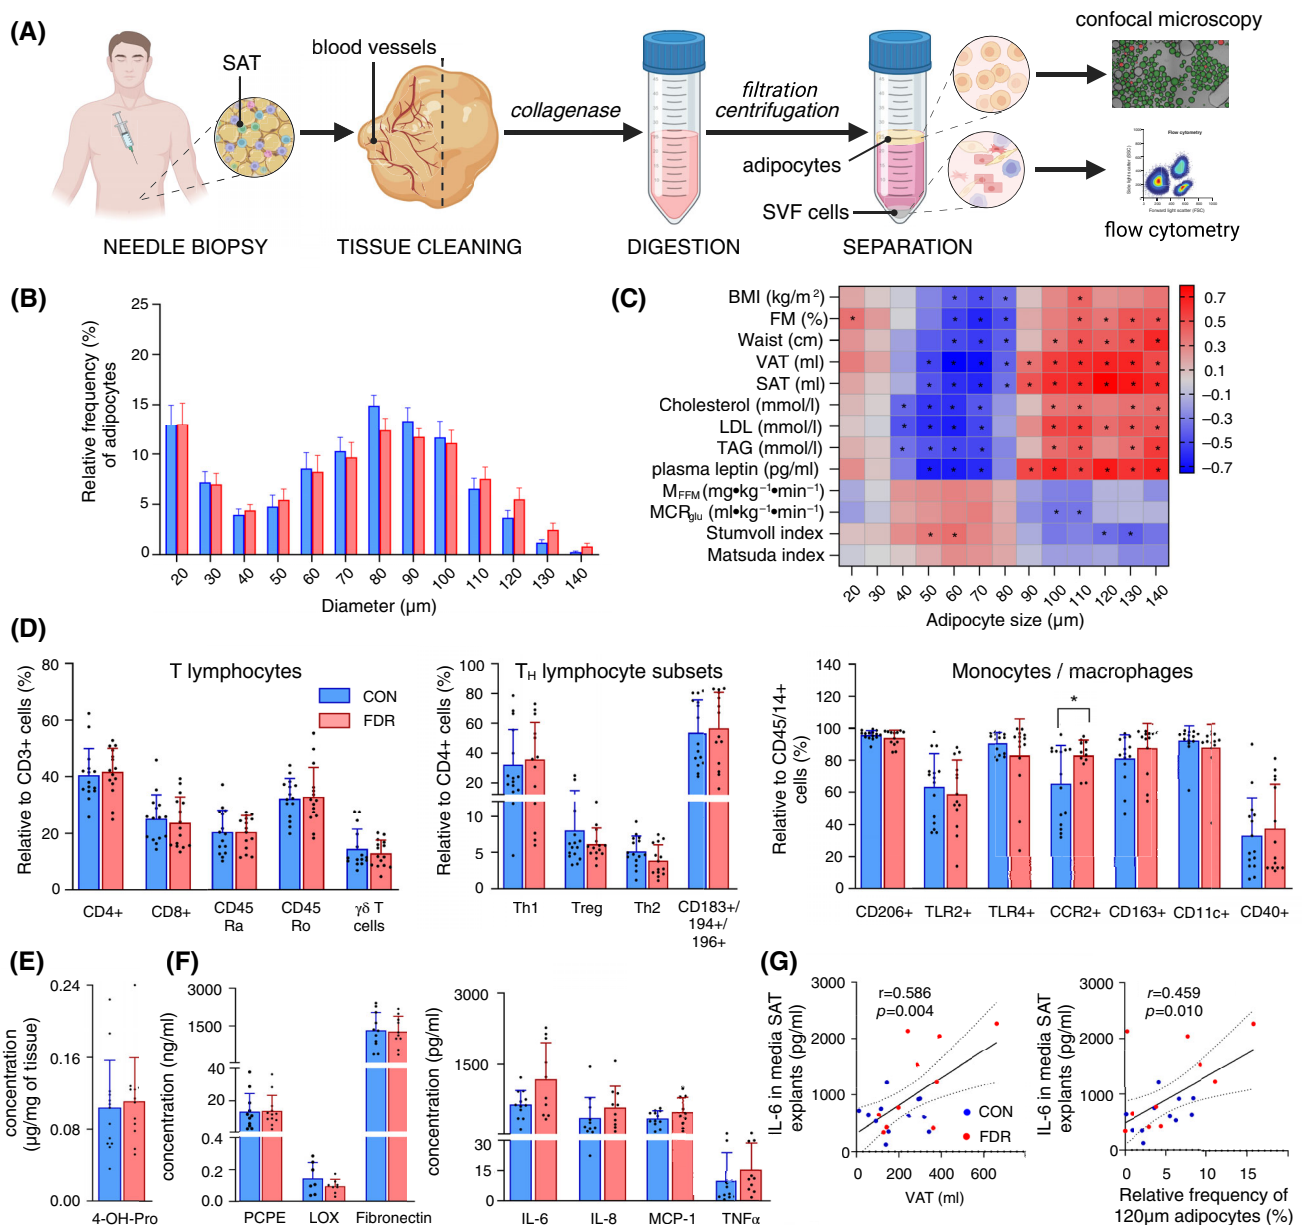 (A)
SAT
blood vessels
collagenase
filtration
centrifugation
adipocytes
SVF cells
confocal microscopy
Flow cytometry
Side light scatter (SSC)
Forward light scatter (FSC)
flow cytometry
NEEDLE BIOPSY
TISSUE CLEANING
DIGESTION
SEPARATION
(B)
Relative frequency (%)
of adipocytes
25
20
15
10
5
0
20 30 40 50 60 70 80 90 100 110 120 130 140
Diameter (µm)
(C)
BMI (kg/m²)
FM (%)
Waist (cm)
VAT (ml)
SAT (ml)
Cholesterol (mmol/l)
LDL (mmol/l)
TAG (mmol/l)
plasma leptin (pg/ml)
MFFM (mg•kg⁻¹•min⁻¹)
MCRglu (ml•kg⁻¹•min⁻¹)
Stumvoll index
Matsuda index
20 30 40 50 60 70 80 90 100 110 120 130 140
Adipocyte size (µm)
0.7
0.5
0.3
0.1
−0.1
−0.3
−0.5
−0.7
(D)
T lymphocytes
Relative to CD3+ cells (%)
80
60
40
20
0
CON
FDR
CD4+ CD8+ CD45 Ra CD45 Ro γδ T cells
TH lymphocyte subsets
Relative to CD4+ cells (%)
100
80
60
40
20
10
5
0
Th1 Treg Th2 CD183+/
194+/
196+
Monocytes / macrophages
Relative to CD45/14+
cells (%)
140
120
100
80
60
40
20
0
*
CD206+ TLR2+ TLR4+ CCR2+ CD163+ CD11c+ CD40+
(E)
concentration
(µg/mg of tissue)
0.24
0.16
0.08
0.00
4-OH-Pro
(F)
concentration (ng/ml)
3000
1500
40
20
0.4
0.2
0.0
PCPE LOX Fibronectin
concentration (pg/ml)
3000
1500
30
15
0
IL-6 IL-8 MCP-1 TNFα
(G)
IL-6 in media SAT
explants (pg/ml)
3000
2000
1000
0
r=0.586
p=0.004
CON
FDR
0 200 400 600
VAT (ml)
IL-6 in media SAT
explants (pg/ml)
3000
2000
1000
0
r=0.459
p=0.010
0 5 10 15
Relative frequency of
120µm adipocytes (%)